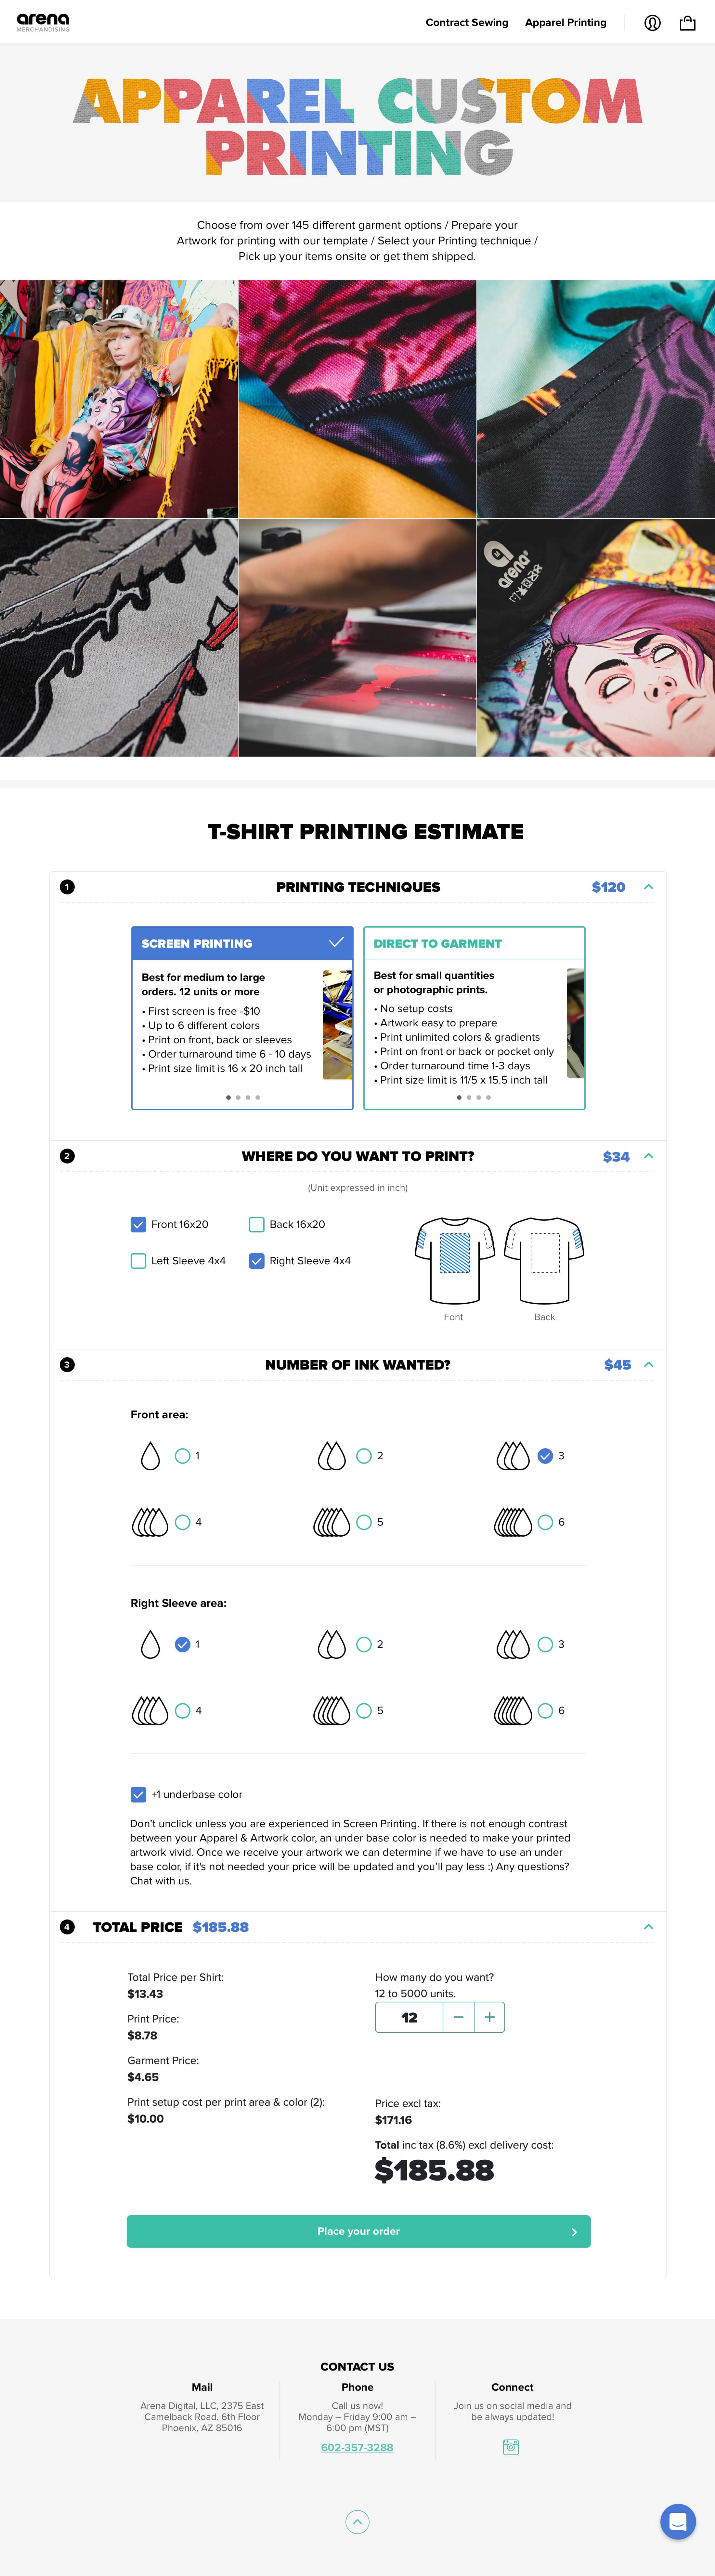 arena
MERCHANDISING
Contract Sewing
Apparel Printing
APPAREL CUSTOM
PRINTING
Choose from over 145 different garment options / Prepare your
Artwork for printing with our template / Select your Printing technique /
Pick up your items onsite or get them shipped.
arena
T-SHIRT PRINTING ESTIMATE
1 PRINTING TECHNIQUES $120
SCREEN PRINTING
Best for medium to large
orders. 12 units or more
• First screen is free -$10
• Up to 6 different colors
• Print on front, back or sleeves
• Order turnaround time 6 - 10 days
• Print size limit is 16 x 20 inch tall
DIRECT TO GARMENT
Best for small quantities
or photographic prints.
• No setup costs
• Artwork easy to prepare
• Print unlimited colors & gradients
• Print on front or back or pocket only
• Order turnaround time 1-3 days
• Print size limit is 11/5 x 15.5 inch tall
2 WHERE DO YOU WANT TO PRINT? $34
(Unit expressed in inch)
Front 16x20
Back 16x20
Left Sleeve 4x4
Right Sleeve 4x4
Font
Back
3 NUMBER OF INK WANTED? $45
Front area:
1
2
3
4
5
6
Right Sleeve area:
1
2
3
4
5
6
+1 underbase color
Don't unclick unless you are experienced in Screen Printing. If there is not enough contrast
between your Apparel & Artwork color, an under base color is needed to make your printed
artwork vivid. Once we receive your artwork we can determine if we have to use an under
base color, if it's not needed your price will be updated and you'll pay less :) Any questions?
Chat with us.
4 TOTAL PRICE $185.88
Total Price per Shirt:
$13.43
Print Price:
$8.78
Garment Price:
$4.65
Print setup cost per print area & color (2):
$10.00
How many do you want?
12 to 5000 units.
12 − +
Price excl tax:
$171.16
Total inc tax (8.6%) excl delivery cost:
$185.88
Place your order
CONTACT US
Mail
Arena Digital, LLC, 2375 East
Camelback Road, 6th Floor
Phoenix, AZ 85016
Phone
Call us now!
Monday – Friday 9:00 am –
6:00 pm (MST)
602-357-3288
Connect
Join us on social media and
be always updated!